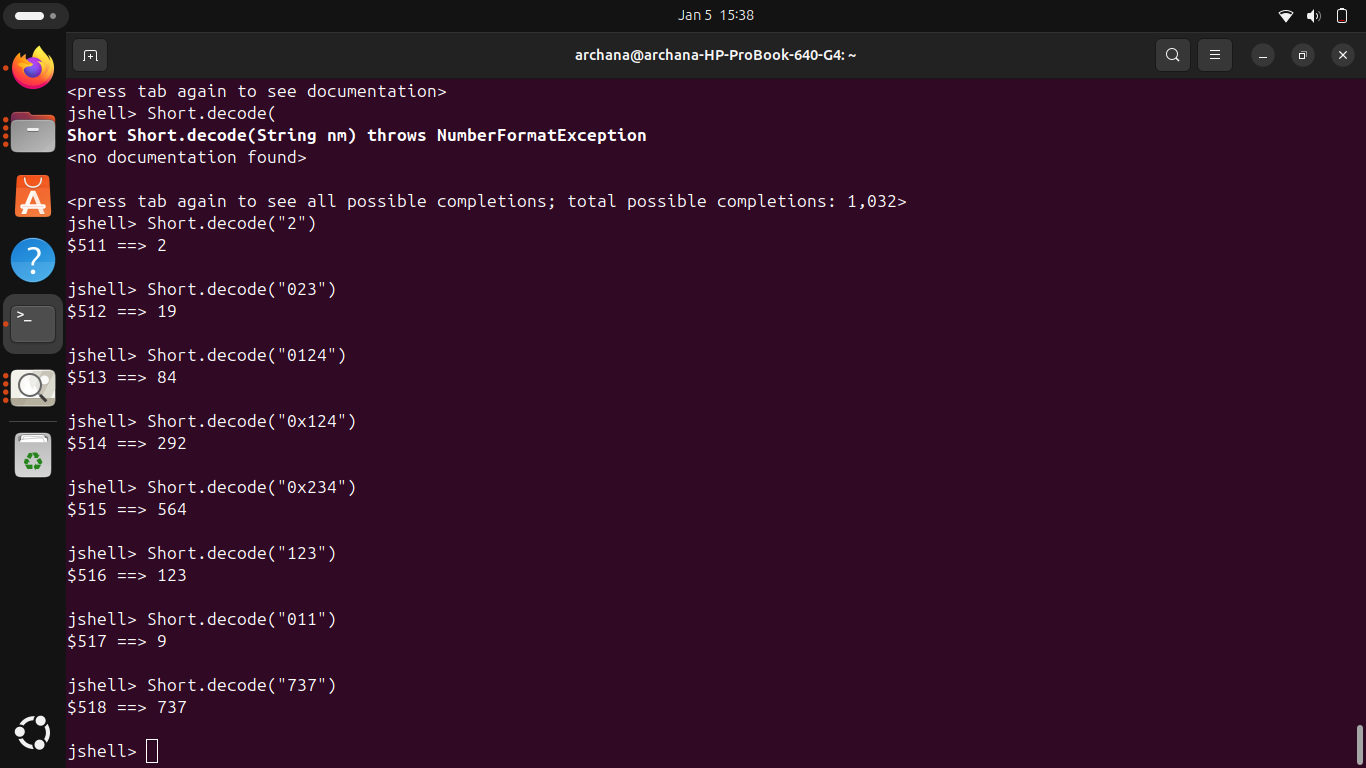 Jan 5 15:38
archana@archana-HP-ProBook-640-G4: ~
<press tab again to see documentation>
jshell> Short.decode(
Short Short.decode(String nm) throws NumberFormatException
<no documentation found>
<press tab again to see all possible completions; total possible completions: 1,032>
jshell> Short.decode("2")
$511 ==> 2
jshell> Short.decode("023")
$512 ==> 19
jshell> Short.decode("0124")
$513 ==> 84
jshell> Short.decode("0x124")
$514 ==> 292
jshell> Short.decode("0x234")
$515 ==> 564
jshell> Short.decode("123")
$516 ==> 123
jshell> Short.decode("011")
$517 ==> 9
jshell> Short.decode("737")
$518 ==> 737
jshell>